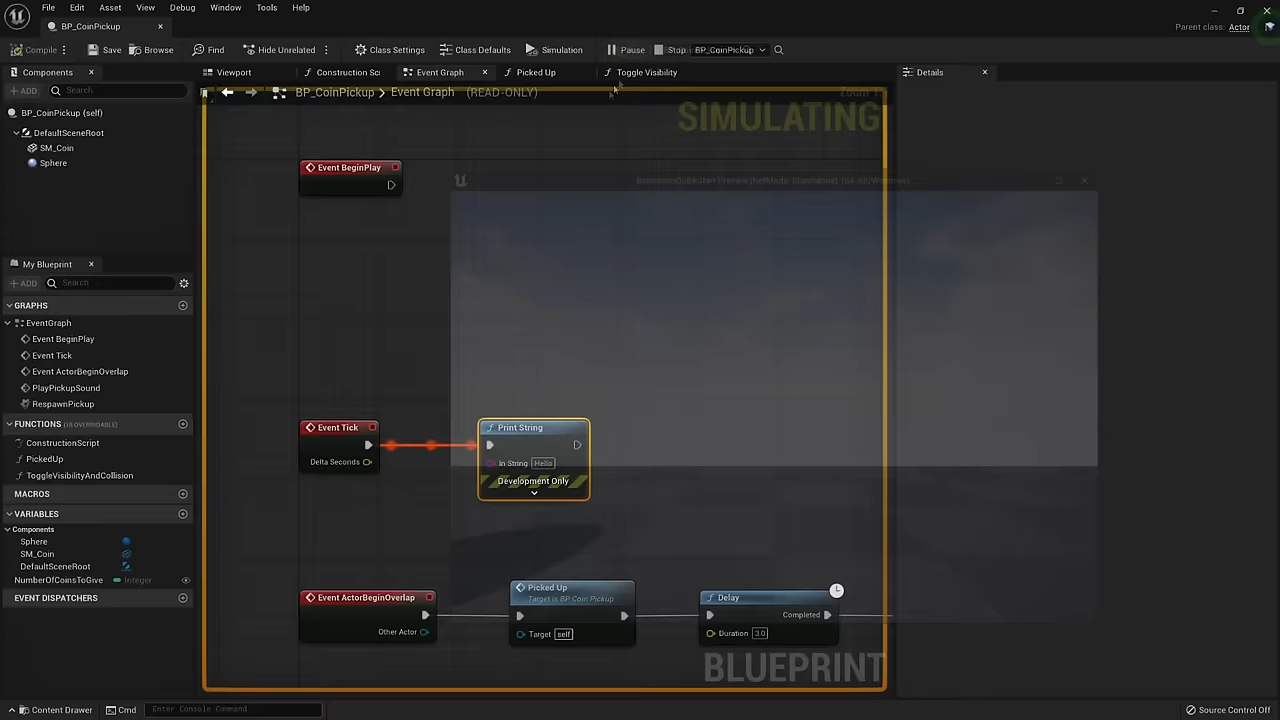 File Edit Asset View Debug Window Tools Help
BP_CoinPickup
Parent class: Actor
Compile Save Browse Find Hide Unrelated Class Settings Class Defaults Simulation Pause Stop BP_CoinPickup
Components Viewport Construction Sc Event Graph Picked Up Toggle Visibility Details
+ ADD Search
BP_CoinPickup > Event Graph (READ-ONLY)
SIMULATING
BP_CoinPickup (self)
DefaultSceneRoot
SM_Coin
Sphere
Event BeginPlay
My Blueprint
+ ADD Search
GRAPHS
EventGraph
Event BeginPlay
Event Tick
Event ActorBeginOverlap
PlayPickupSound
RespawnPickup
FUNCTIONS (18 OVERRIDABLE)
ConstructionScript
PickedUp
ToggleVisibilityAndCollision
MACROS
VARIABLES
Components
Sphere
SM_Coin
DefaultSceneRoot
NumberOfCoinsToGive Integer
EVENT DISPATCHERS
Event Tick
Delta Seconds
Print String
In String Hello
Development Only
Event ActorBeginOverlap
Other Actor
Picked Up
Target is BP Coin Pickup
Target self
Delay
Completed
Duration 3.0
BLUEPRINT
Content Drawer Cmd Enter Console Command Source Control Off